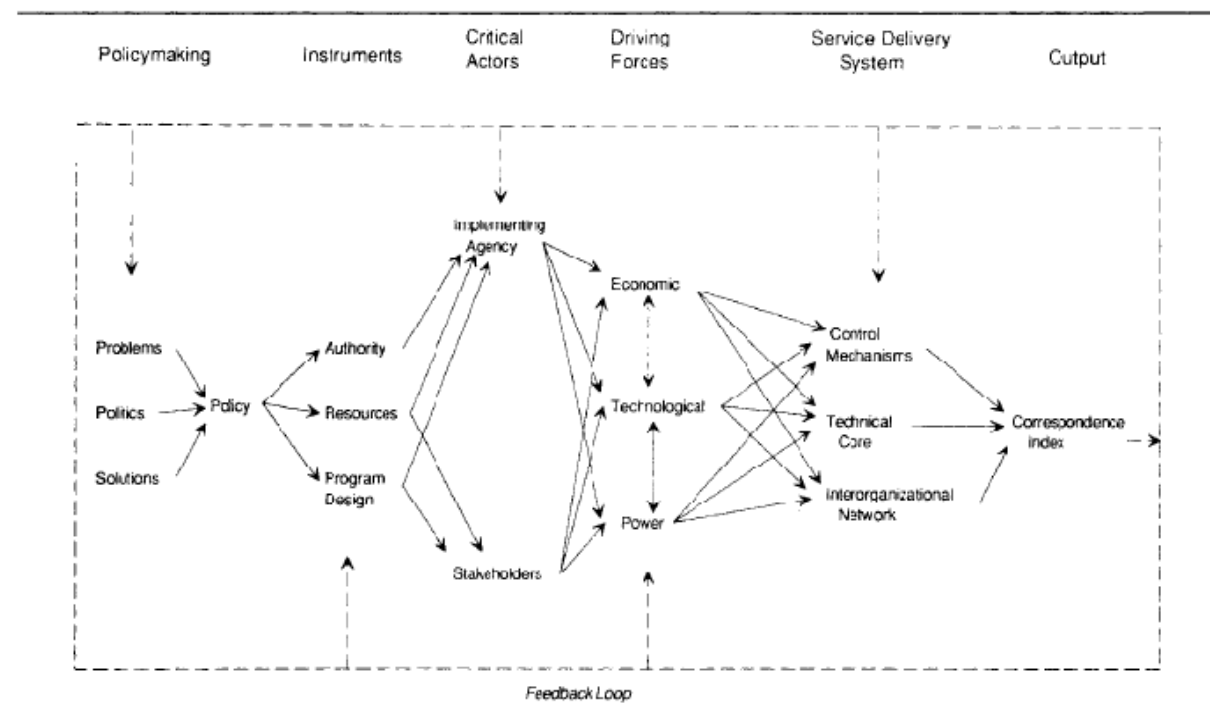 Policymaking
Instruments
Critical
Actors
Driving
Forces
Service Delivery
System
Cutput
Implementing
Agency
Economic
Problems
Authority
Control
Mechanisms
Politics
Policy
Resources
Technological
Technical
Core
Correspondence
Index
Solutions
Program
Design
Interorganizational
Network
Power
Stakeholders
Feedback Loop